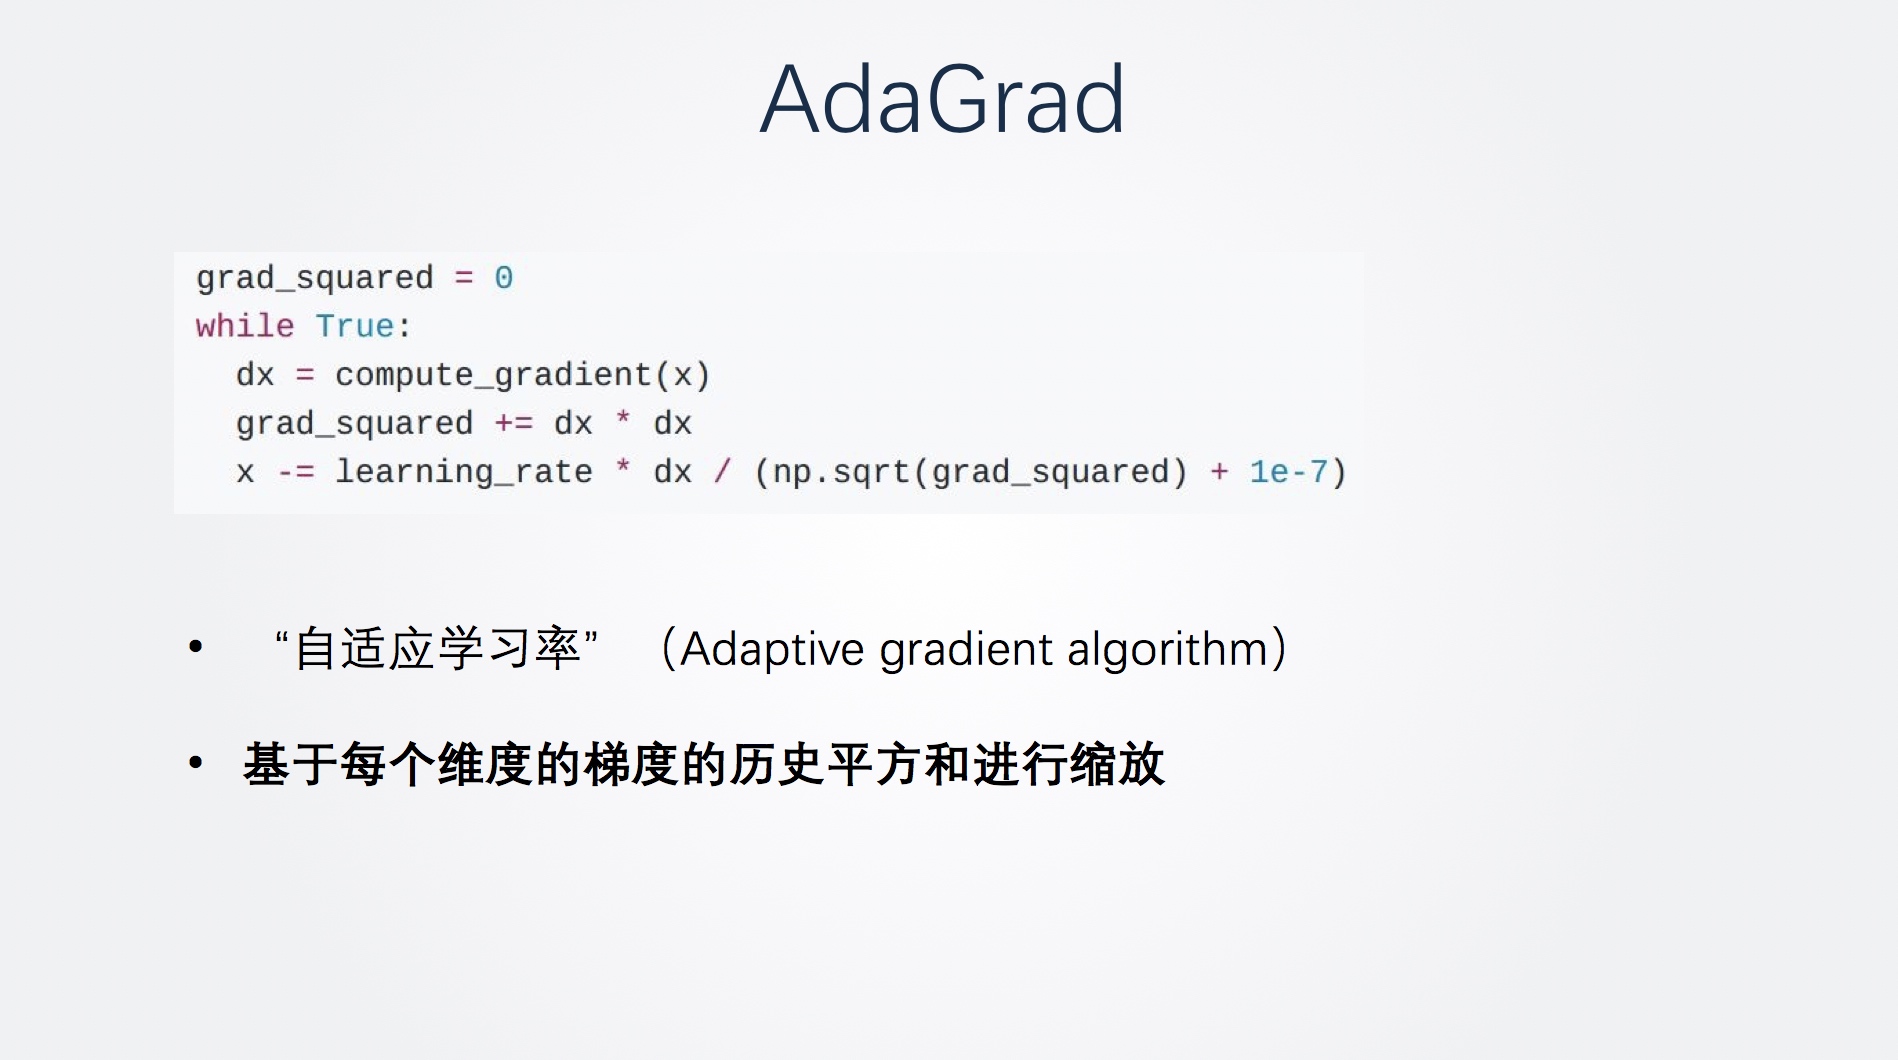 AdaGrad
grad_squared = 0
while True:
  dx = compute_gradient(x)
  grad_squared += dx * dx
  x -= learning_rate * dx / (np.sqrt(grad_squared) + 1e-7)
• “自适应学习率” （Adaptive gradient algorithm）
• 基于每个维度的梯度的历史平方和进行缩放